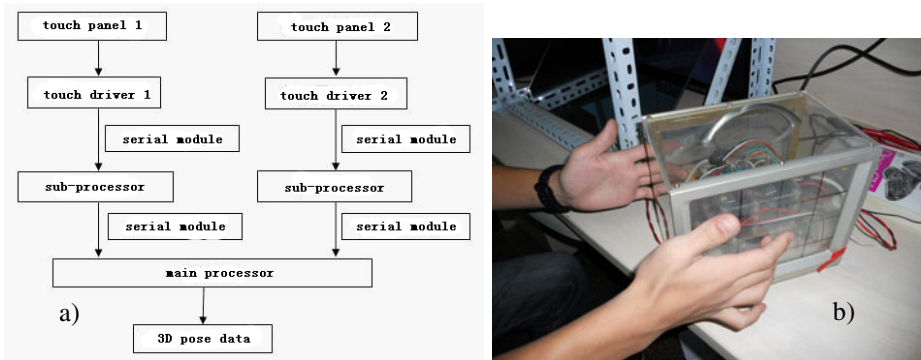 touch panel 1
touch panel 2
touch driver 1
touch driver 2
serial module
serial module
sub-processor
sub-processor
serial module
serial module
main processor
a)
3D pose data
b)